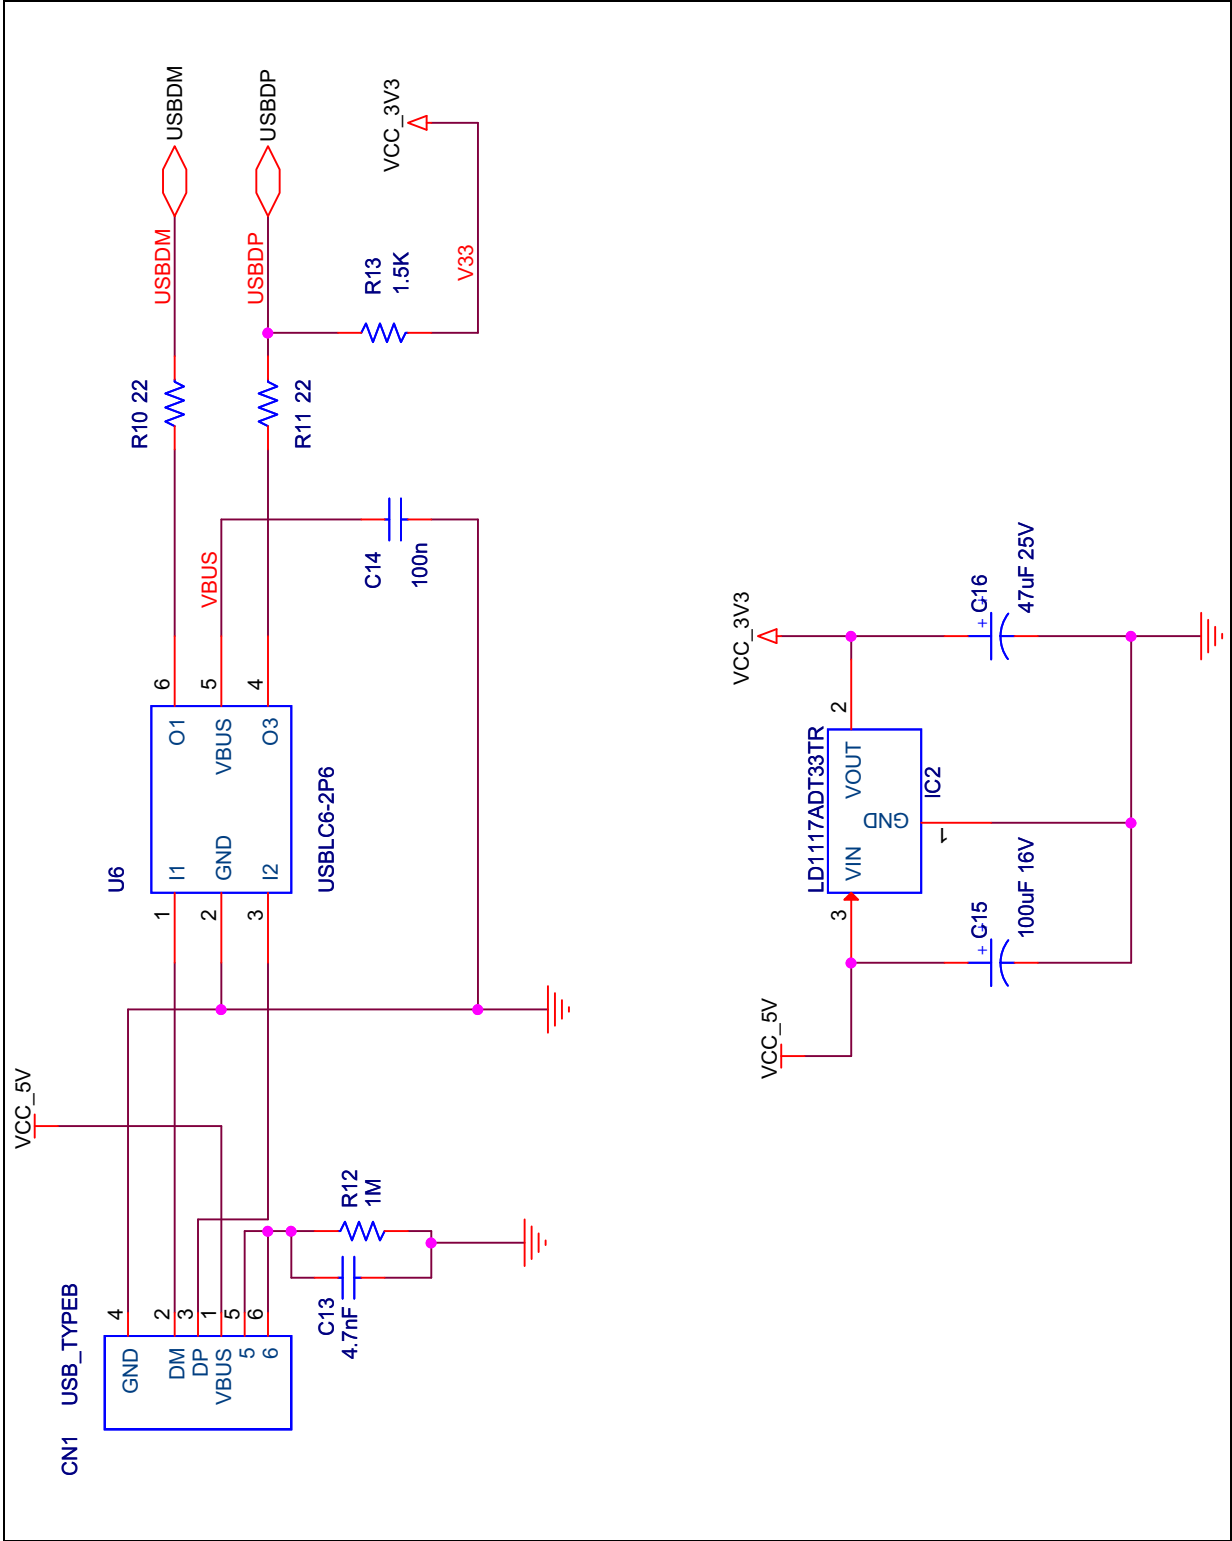 CN1
USB_TYPEB
GND
DM
DP
VBUS
5
6
4
2
3
1
5
6
VCC_5V
C13
4.7nF
R12
1M
U6
I1
GND
I2
O1
VBUS
O3
1
2
3
6
5
4
USBLC6-2P6
VBUS
C14
100n
R10 22
R11 22
USBDM
USBDP
USBDM
USBDP
R13
1.5K
V33
VCC_3V3
VCC_5V
3
LD1117ADT33TR
VIN
VOUT
GND
IC2
1
2
+
C15
100uF 16V
VCC_3V3
+
C16
47uF 25V